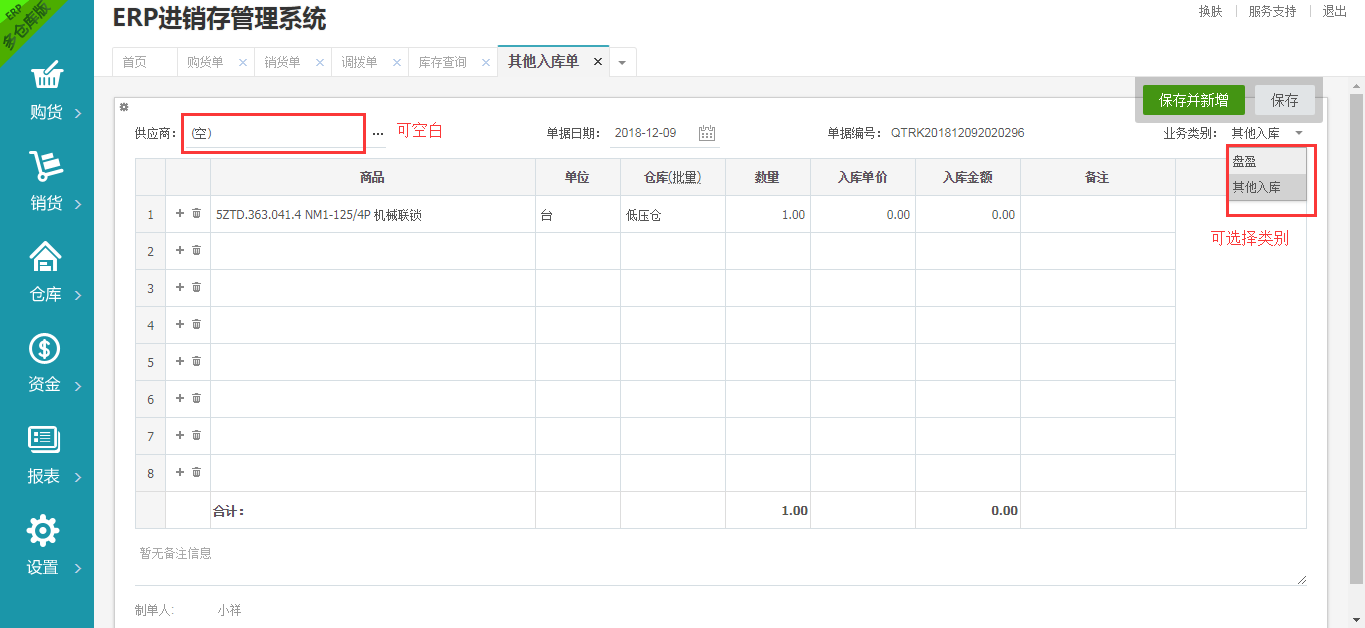 ERP
多仓库版
ERP进销存管理系统
换肤 服务支持 退出
首页 购货单 × 销货单 × 调拨单 × 库存查询 × 其他入库单 ×
保存并新增 保存
供应商: (空) ... 可空白 单据日期: 2018-12-09 单据编号: QTRK201812092020296 业务类别: 其他入库
盘盈
其他入库
可选择类别
购货
销货
仓库
资金
报表
设置
商品 单位 仓库(批量) 数量 入库单价 入库金额 备注
1 + 5ZTD.363.041.4 NM1-125/4P 机械联锁 台 低压仓 1.00 0.00 0.00
2 +
3 +
4 +
5 +
6 +
7 +
8 +
合计: 1.00 0.00
暂无备注信息
制单人: 小祥